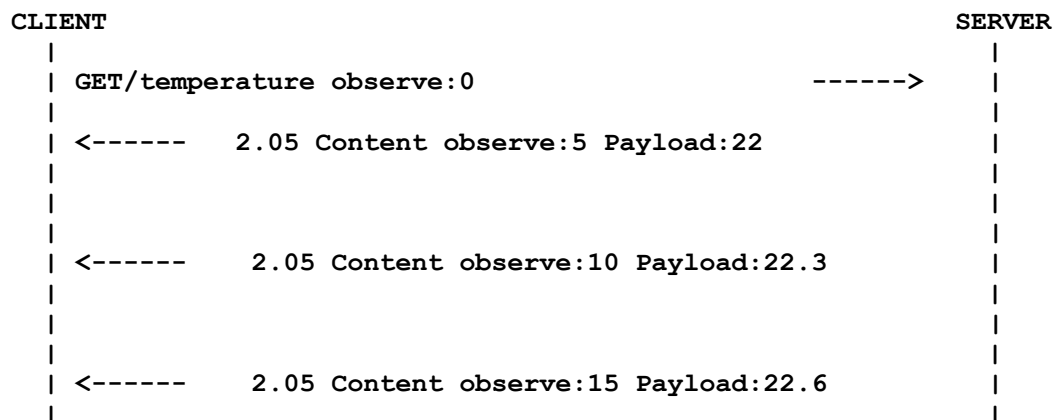 CLIENT SERVER
GET/temperature observe:0 ------>
<------ 2.05 Content observe:5 Payload:22
<------ 2.05 Content observe:10 Payload:22.3
<------ 2.05 Content observe:15 Payload:22.6